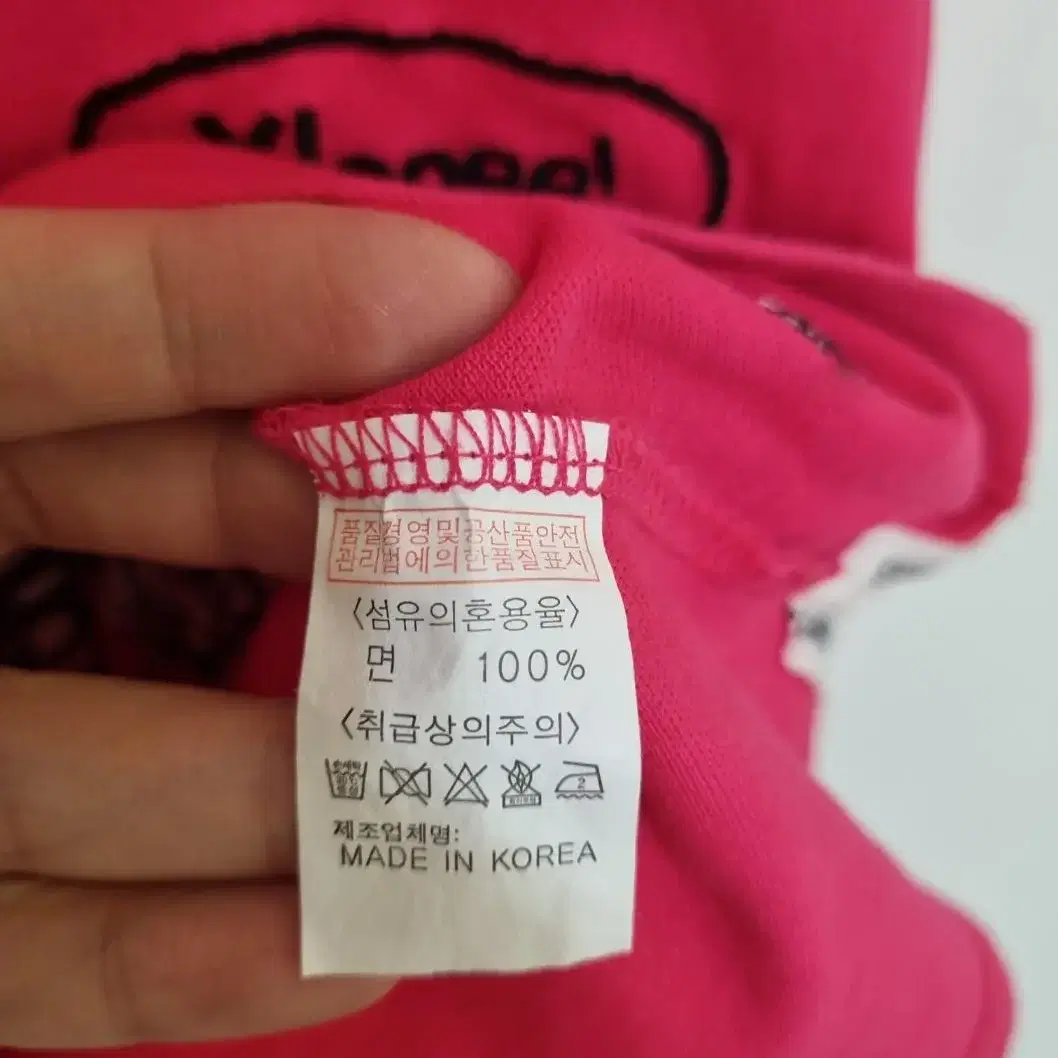 품질경영및공산품안전
관리법에의한품질표시
〈섬유의혼용율〉
면 100%
〈취급상의주의〉
2
제조업체명:
MADE IN KOREA